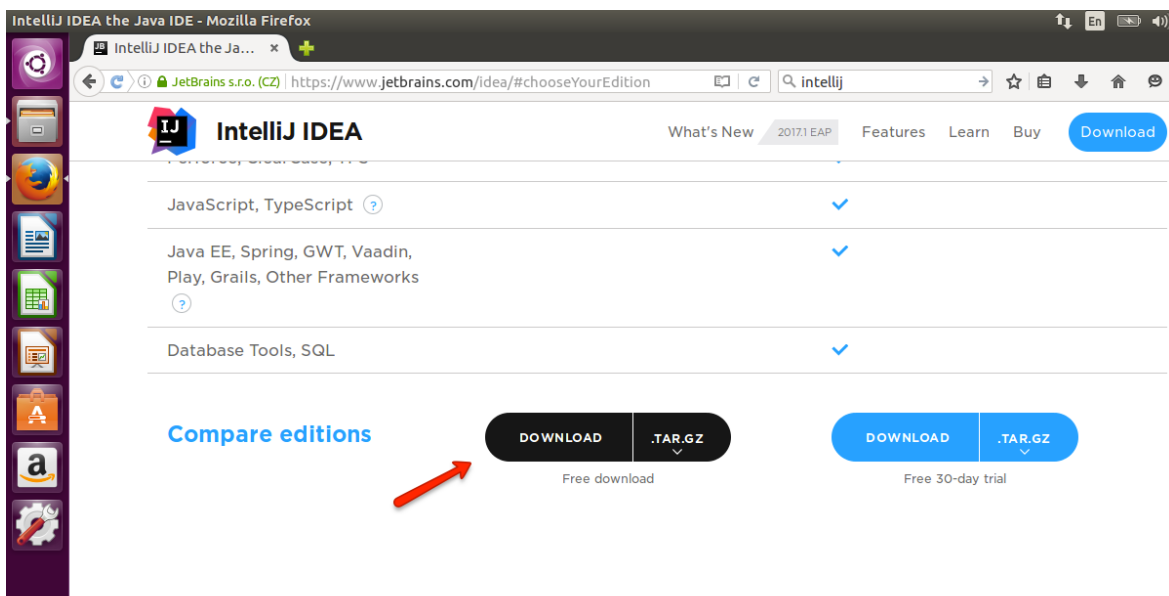 IntelliJ IDEA the Java IDE - Mozilla Firefox
En
IntelliJ IDEA the Ja...
JetBrains s.r.o. (CZ) https://www.jetbrains.com/idea/#chooseYourEdition
intellij
IJ
IntelliJ IDEA
What's New 2017.1 EAP Features Learn Buy Download
JavaScript, TypeScript ?
Java EE, Spring, GWT, Vaadin,
Play, Grails, Other Frameworks
?
Database Tools, SQL
Compare editions
DOWNLOAD .TAR.GZ
Free download
DOWNLOAD .TAR.GZ
Free 30-day trial